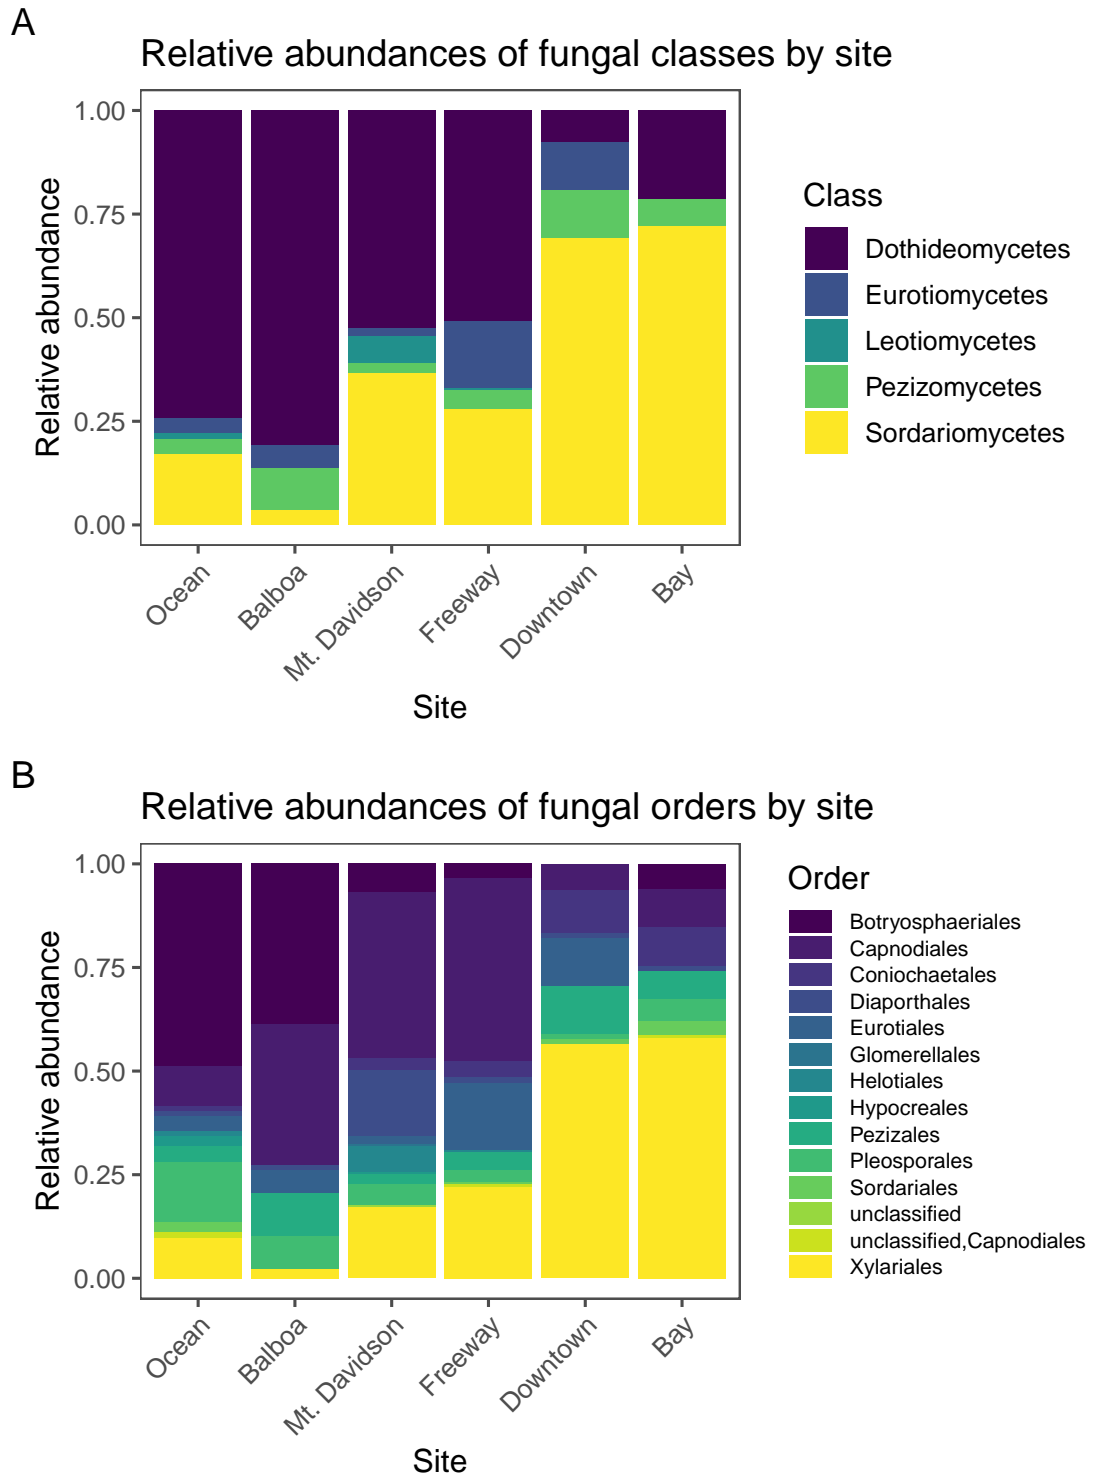 A
Relative abundances of fungal classes by site
1.00
0.75
0.50
0.25
0.00
Relative abundance
Ocean
Balboa
Mt. Davidson
Freeway
Downtown
Bay
Site
Class
Dothideomycetes
Eurotiomycetes
Leotiomycetes
Pezizomycetes
Sordariomycetes
B
Relative abundances of fungal orders by site
1.00
0.75
0.50
0.25
0.00
Relative abundance
Ocean
Balboa
Mt. Davidson
Freeway
Downtown
Bay
Site
Order
Botryosphaeriales
Capnodiales
Coniochaetales
Diaporthales
Eurotiales
Glomerellales
Helotiales
Hypocreales
Pezizales
Pleosporales
Sordariales
unclassified
unclassified,Capnodiales
Xylariales